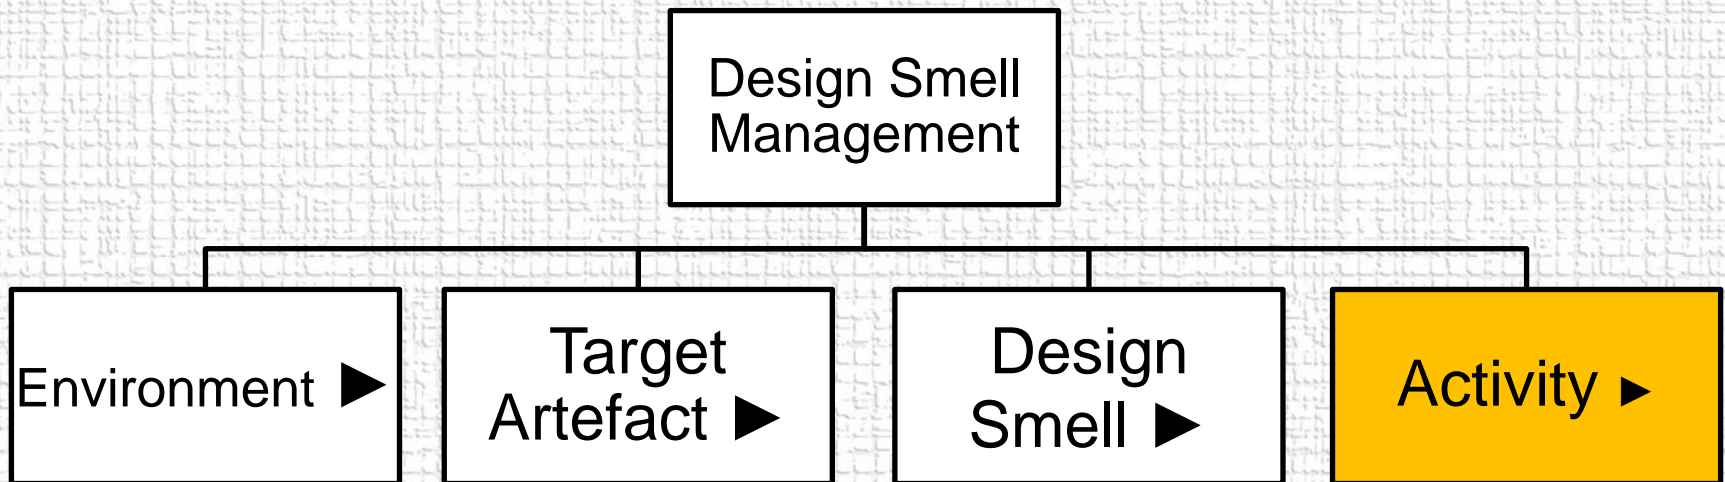 Design Smell
Management
Environment ►
Target
Artefact ►
Design
Smell ►
Activity ►